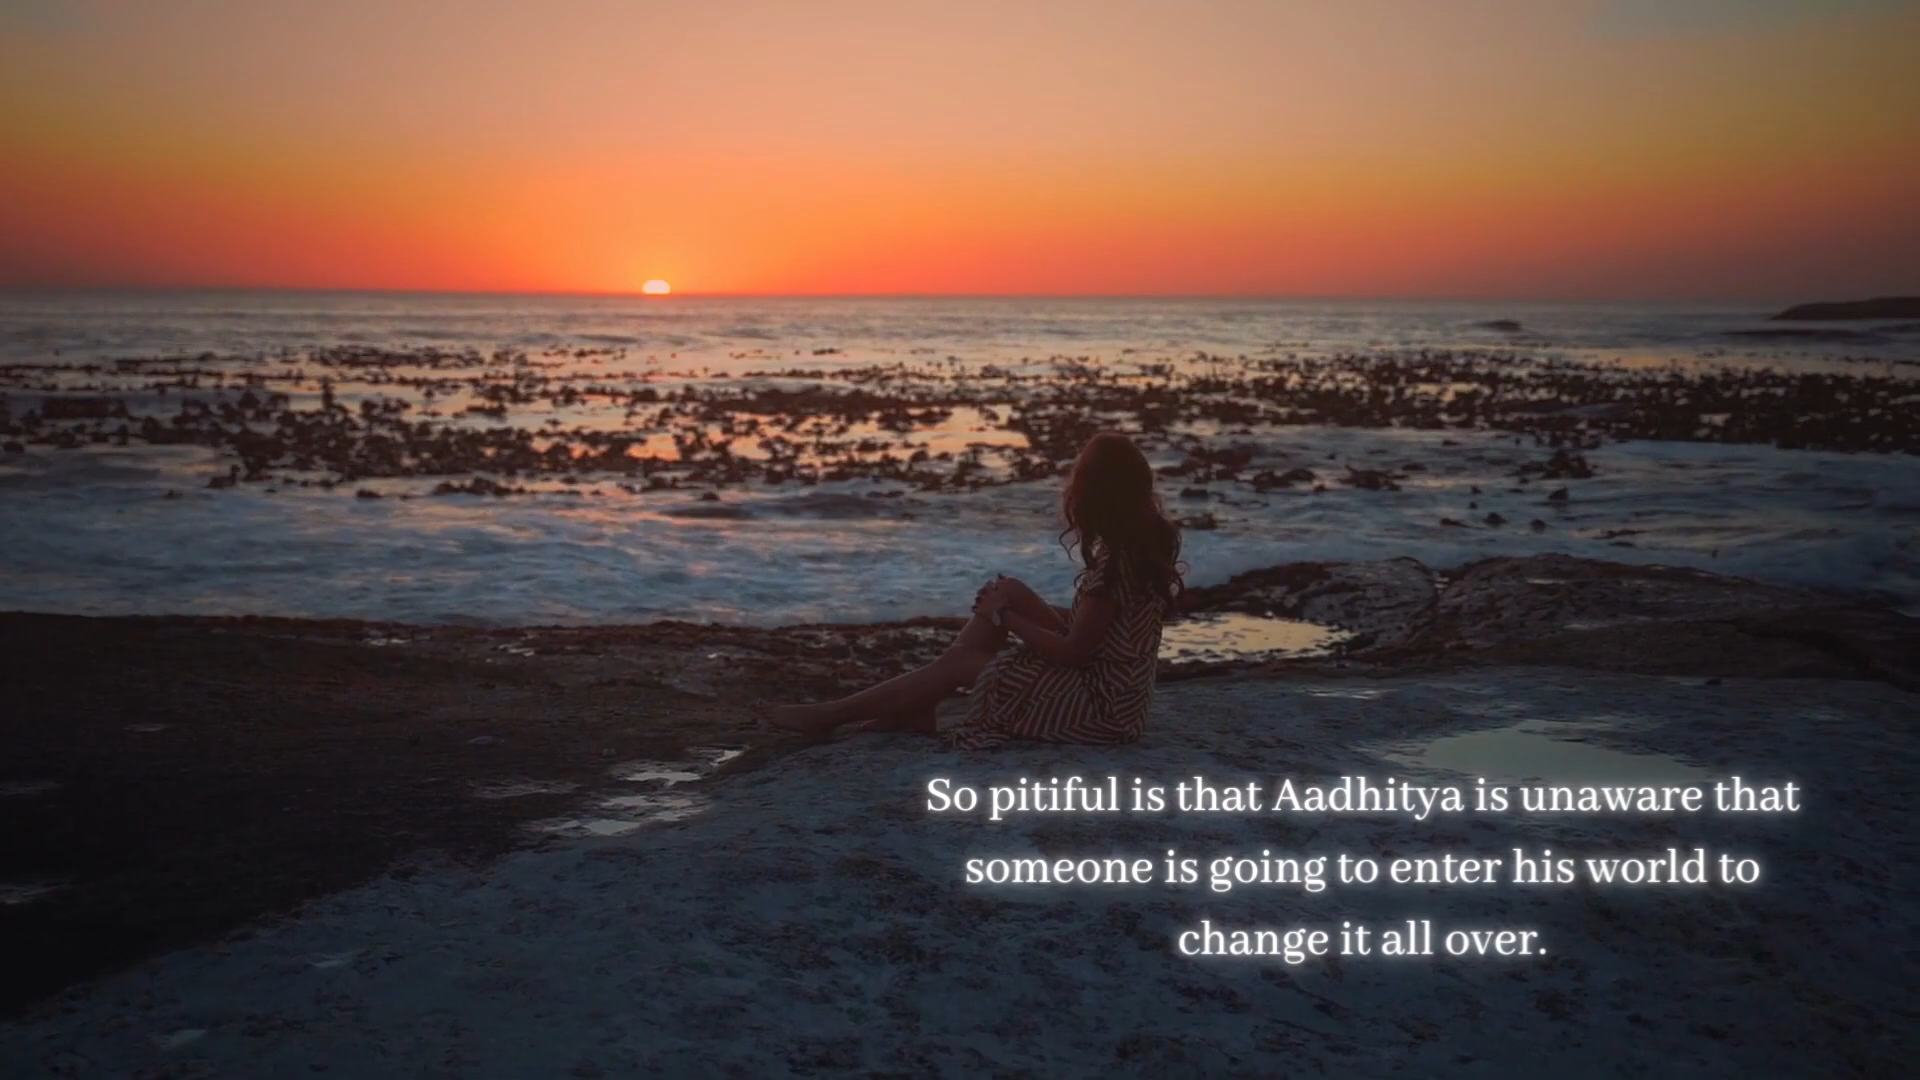 So pitiful is that Aadhitya is unaware that
someone is going to enter his world to
change it all over.